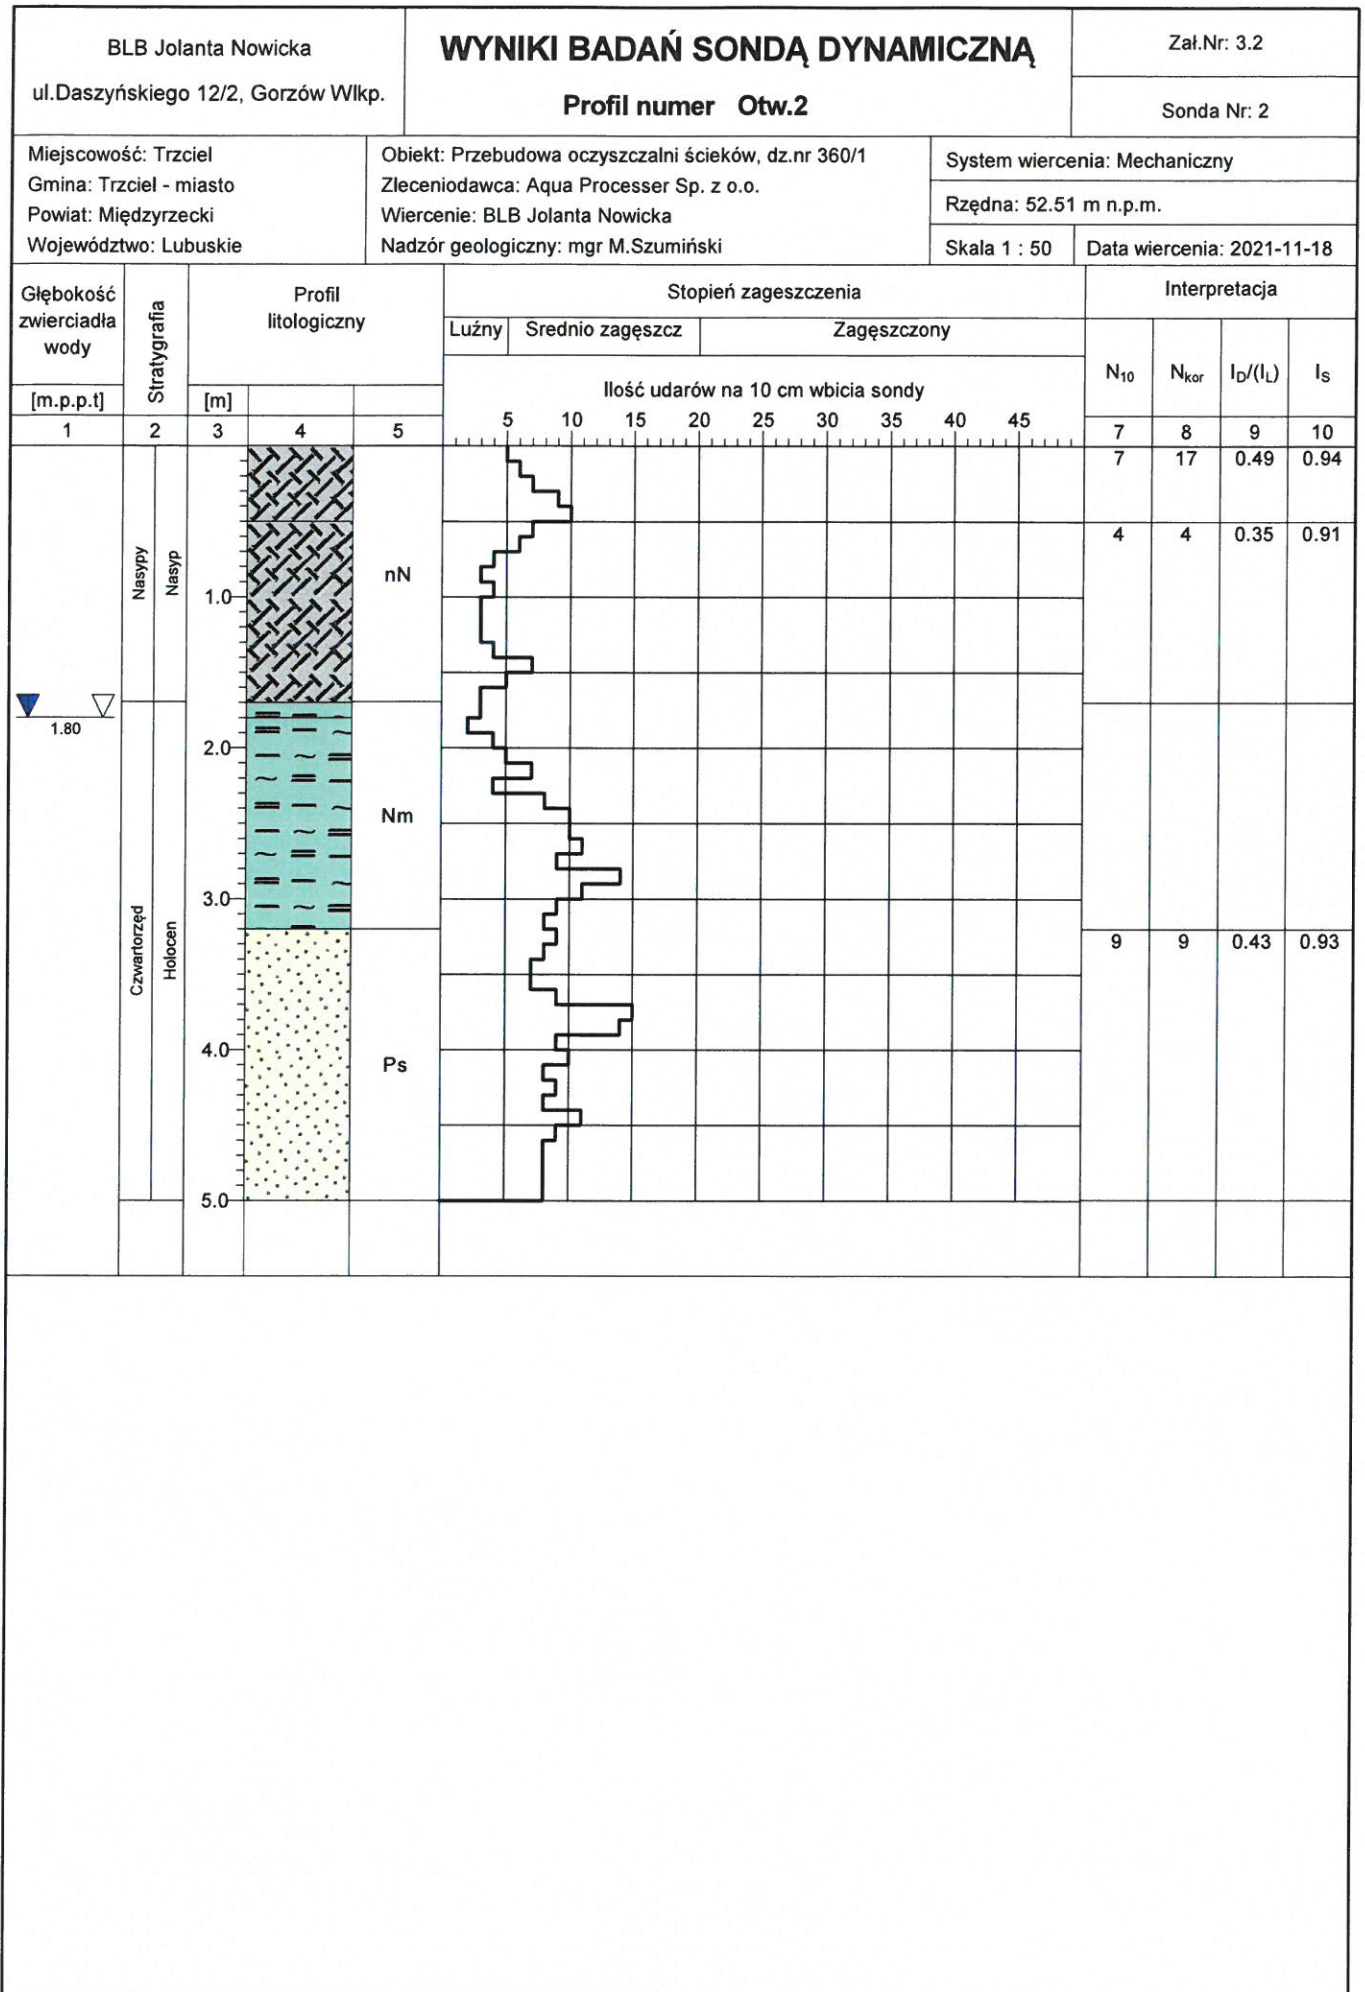 BLB Jolanta Nowicka
ul.Daszyńskiego 12/2, Gorzów Wlkp.
WYNIKI BADAŃ SONDĄ DYNAMICZNĄ
Profil numer Otw.2
Zał.Nr: 3.2
Sonda Nr: 2
Miejscowość: Trzciel
Gmina: Trzciel - miasto
Powiat: Międzyrzecki
Województwo: Lubuskie
Obiekt: Przebudowa oczyszczalni ścieków, dz.nr 360/1
Zleceniodawca: Aqua Processer Sp. z o.o.
Wiercenie: BLB Jolanta Nowicka
Nadzór geologiczny: mgr M.Szumiński
System wiercenia: Mechaniczny
Rzędna: 52.51 m n.p.m.
Skala 1 : 50
Data wiercenia: 2021-11-18
Głębokość
zwierciadła
wody
[m.p.p.t]
Stratygrafia
Profil
litologiczny
[m]
Stopień zageszczenia
Luźny
Srednio zagęszcz
Zagęszczony
Ilość udarów na 10 cm wbicia sondy
5 10 15 20 25 30 35 40 45
Interpretacja
N10 Nkor ID/(IL) IS
1 2 3 4 5 7 8 9 10
7 17 0.49 0.94
4 4 0.35 0.91
Nasypy
Nasyp
nN
1.0
1.80
2.0
Nm
3.0
9 9 0.43 0.93
Czwartorzęd
Holocen
4.0
Ps
5.0